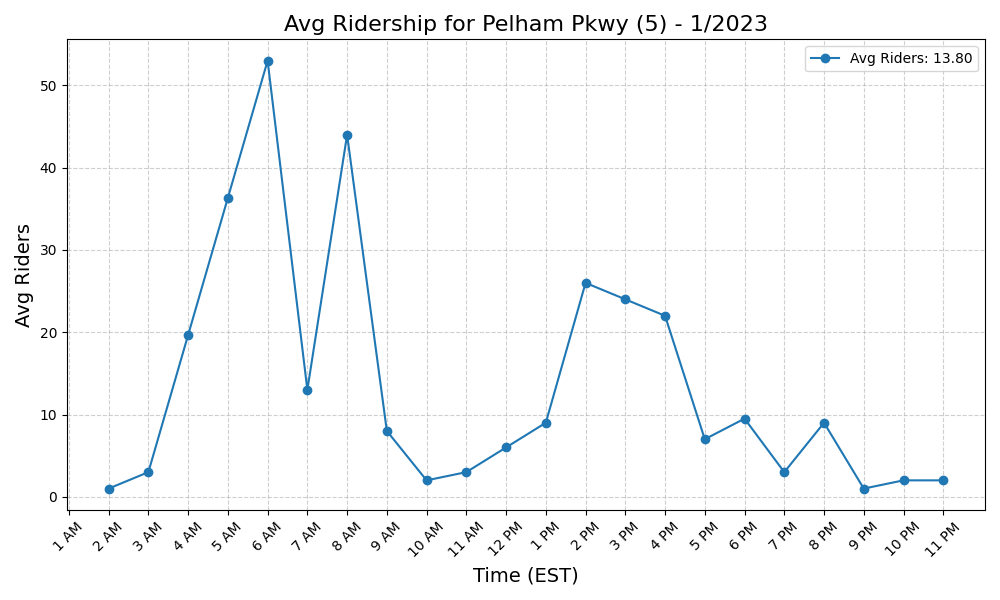 Avg Ridership for Pelham Pkwy (5) - 1/2023
Avg Riders: 13.80
Avg Riders
50
40
30
20
10
0
1 AM
2 AM
3 AM
4 AM
5 AM
6 AM
7 AM
8 AM
9 AM
10 AM
11 AM
12 PM
1 PM
2 PM
3 PM
4 PM
5 PM
6 PM
7 PM
8 PM
9 PM
10 PM
11 PM
Time (EST)